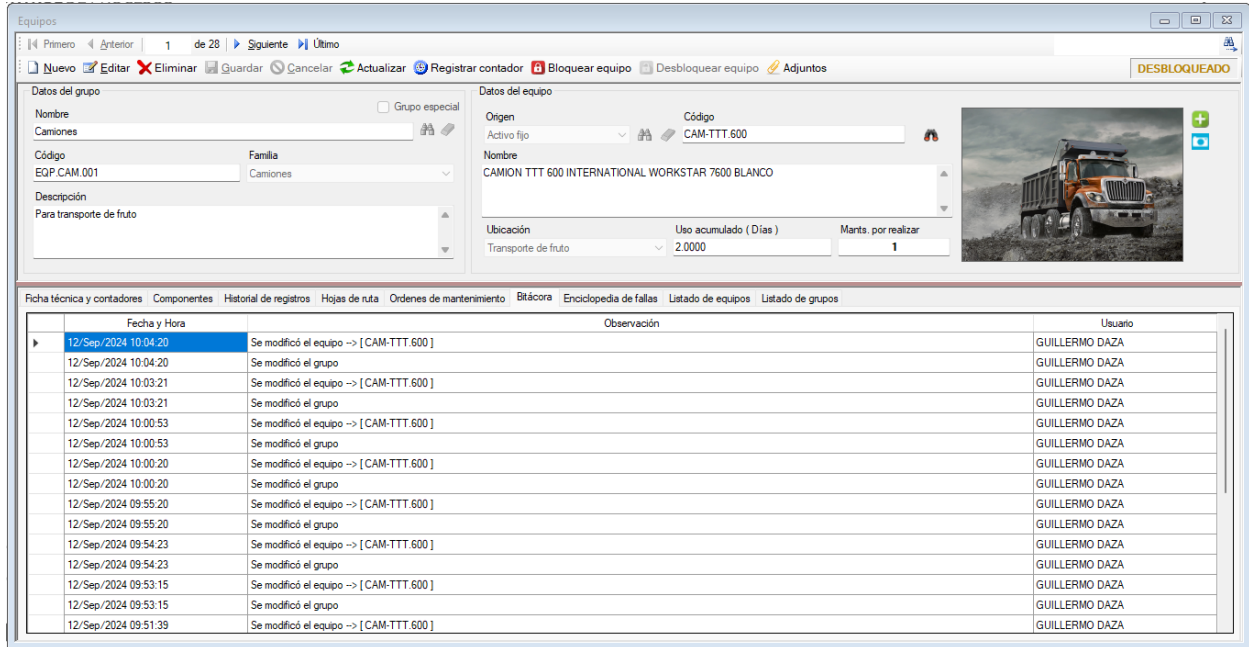 Equipos
Primero Anterior 1 de 28 Siguiente Último
Nuevo Editar Eliminar Guardar Cancelar Actualizar Registrar contador Bloquear equipo Desbloquear equipo Adjuntos DESBLOQUEADO
Datos del grupo
Grupo especial
Nombre
Camiones
Código Familia
EQP.CAM.001 Camiones
Descripción
Para transporte de fruto
Datos del equipo
Origen Código
Activo fijo CAM-TTT.600
Nombre
CAMION TTT 600 INTERNATIONAL WORKSTAR 7600 BLANCO
Ubicación Uso acumulado ( Días ) Mants. por realizar
Transporte de fruto 2.0000 1
Ficha técnica y contadores Componentes Historial de registros Hojas de ruta Ordenes de mantenimiento Bitácora Enciclopedia de fallas Listado de equipos Listado de grupos
Fecha y Hora Observación Usuario
12/Sep/2024 10:04:20 Se modificó el equipo --> [ CAM-TTT.600 ] GUILLERMO DAZA
12/Sep/2024 10:04:20 Se modificó el grupo GUILLERMO DAZA
12/Sep/2024 10:03:21 Se modificó el equipo --> [ CAM-TTT.600 ] GUILLERMO DAZA
12/Sep/2024 10:03:21 Se modificó el grupo GUILLERMO DAZA
12/Sep/2024 10:00:53 Se modificó el equipo --> [ CAM-TTT.600 ] GUILLERMO DAZA
12/Sep/2024 10:00:53 Se modificó el grupo GUILLERMO DAZA
12/Sep/2024 10:00:20 Se modificó el equipo --> [ CAM-TTT.600 ] GUILLERMO DAZA
12/Sep/2024 10:00:20 Se modificó el grupo GUILLERMO DAZA
12/Sep/2024 09:55:20 Se modificó el equipo --> [ CAM-TTT.600 ] GUILLERMO DAZA
12/Sep/2024 09:55:20 Se modificó el grupo GUILLERMO DAZA
12/Sep/2024 09:54:23 Se modificó el equipo --> [ CAM-TTT.600 ] GUILLERMO DAZA
12/Sep/2024 09:54:23 Se modificó el grupo GUILLERMO DAZA
12/Sep/2024 09:53:15 Se modificó el equipo --> [ CAM-TTT.600 ] GUILLERMO DAZA
12/Sep/2024 09:53:15 Se modificó el grupo GUILLERMO DAZA
12/Sep/2024 09:51:39 Se modificó el equipo --> [ CAM-TTT.600 ] GUILLERMO DAZA